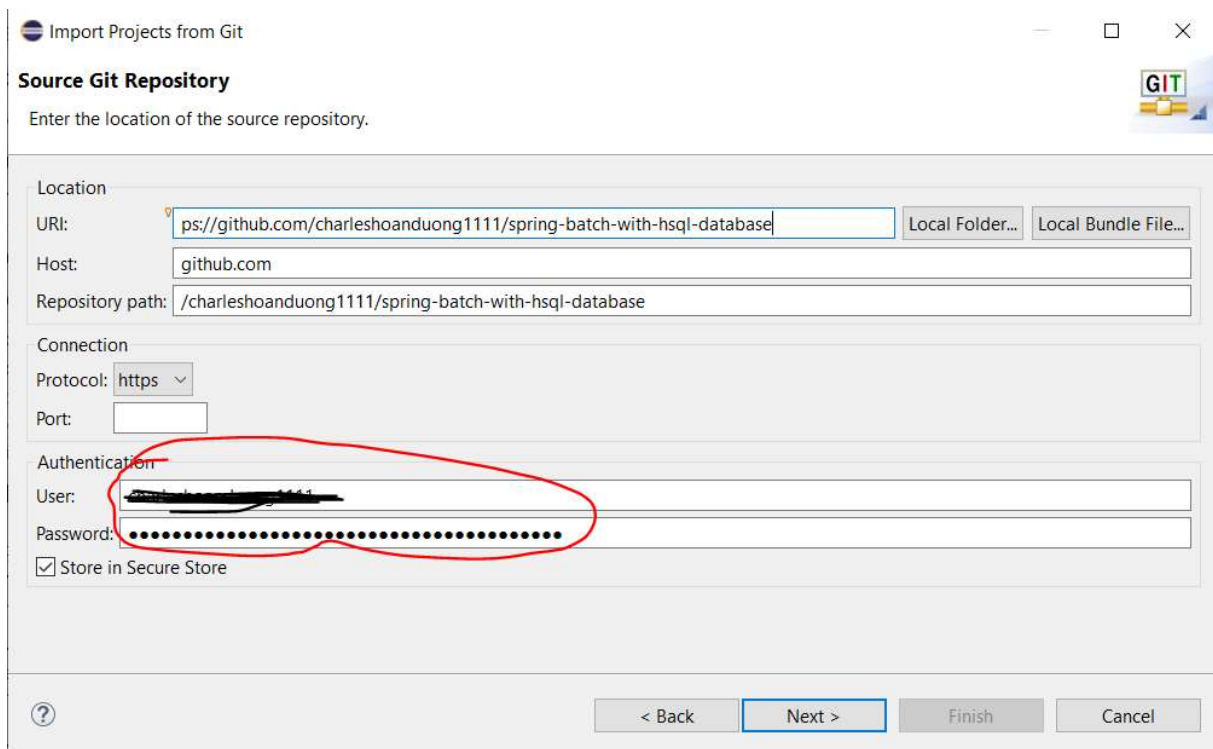 Import Projects from Git
Source Git Repository
GIT
Enter the location of the source repository.
Location
URI: ps://github.com/charleshoanduong1111/spring-batch-with-hsql-database Local Folder... Local Bundle File...
Host: github.com
Repository path: /charleshoanduong1111/spring-batch-with-hsql-database
Connection
Protocol: https
Port:
Authentication
User:
Password: ••••••••••••••••••••••••••••••••••••••••
Store in Secure Store
? < Back Next > Finish Cancel